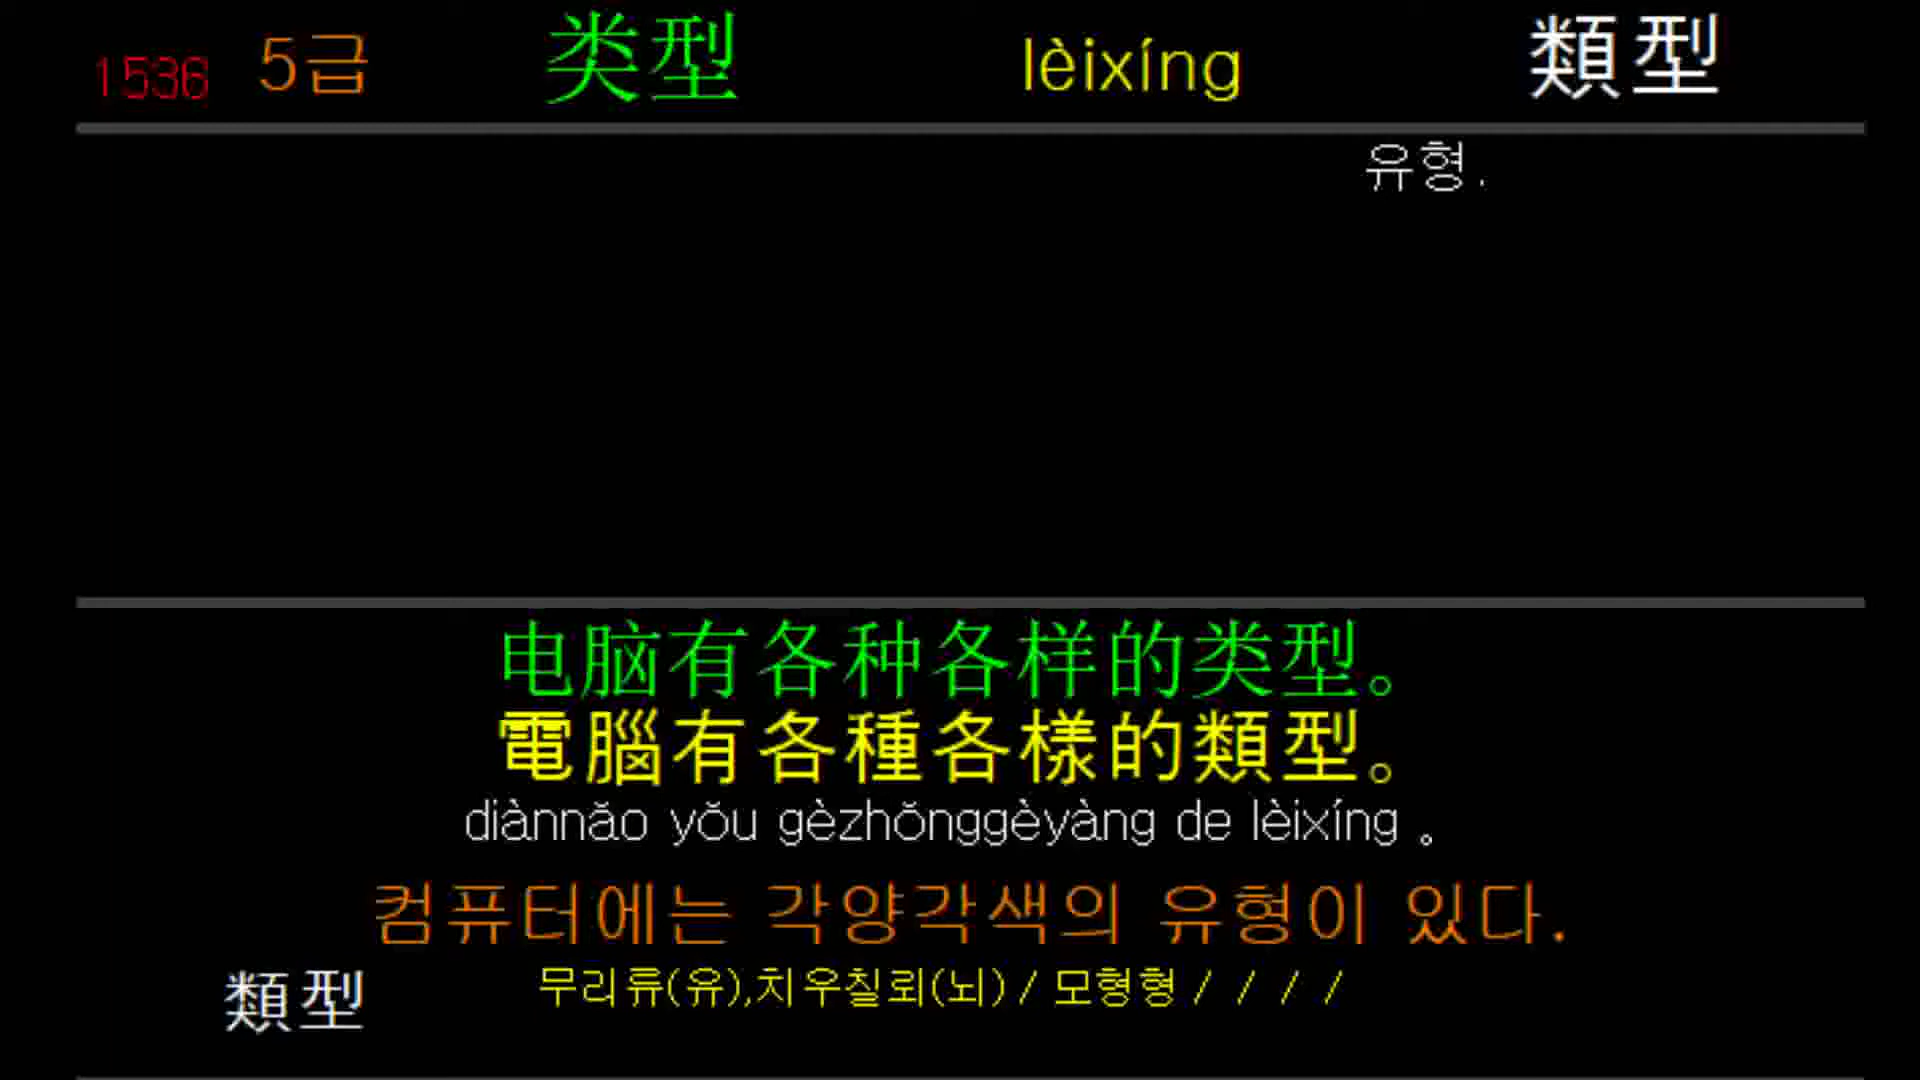 1536 5급 类型 lèixíng 類型
유형.
电脑有各种各样的类型。
電腦有各種各樣的類型。
diànnǎo yǒu gèzhǒnggèyàng de lèixíng 。
컴퓨터에는 각양각색의 유형이 있다.
類型 무리류(유),치우칠뢰(뇌) / 모형형 / / / /